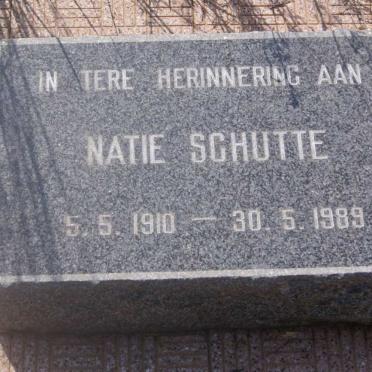 IN TERE HERINNERING AAN
NATIE SCHUTTE
5.5.1910 — 30.5.1989